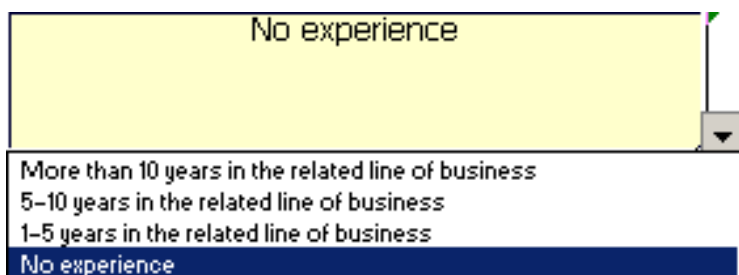 No experience
More than 10 years in the related line of business
5-10 years in the related line of business
1-5 years in the related line of business
No experience